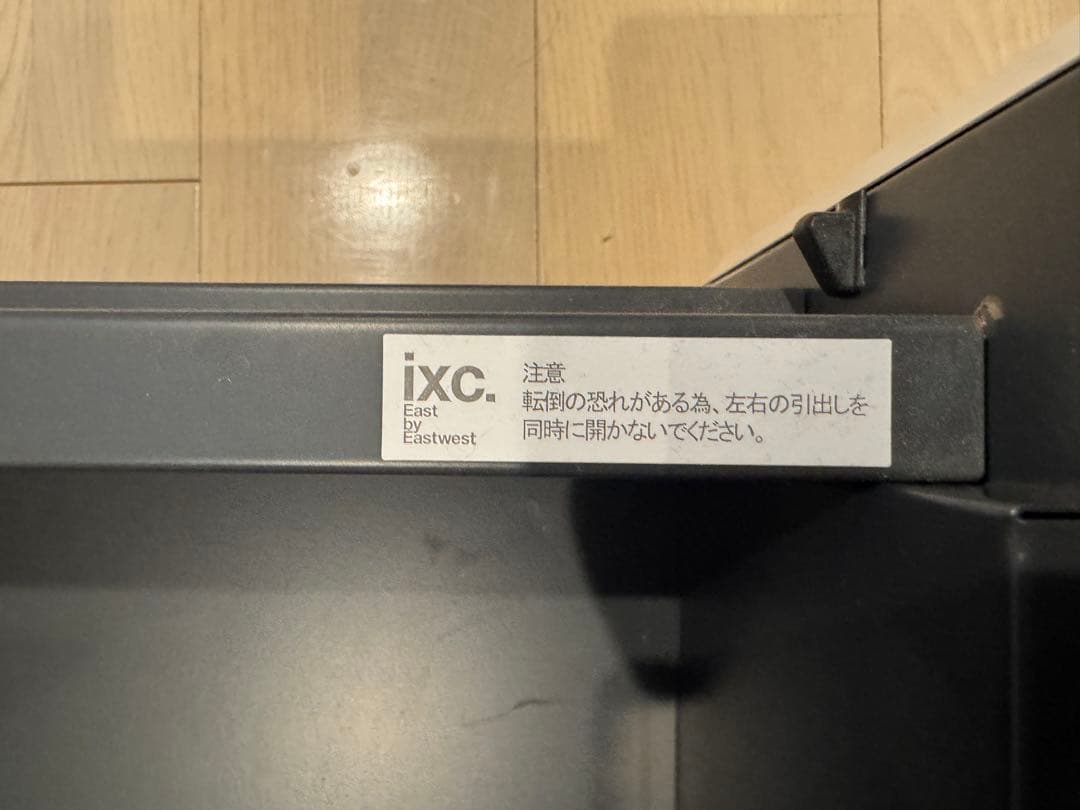 ixc.
East
by
Eastwest
注意
転倒の恐れがある為、左右の引出しを
同時に開かないでください。